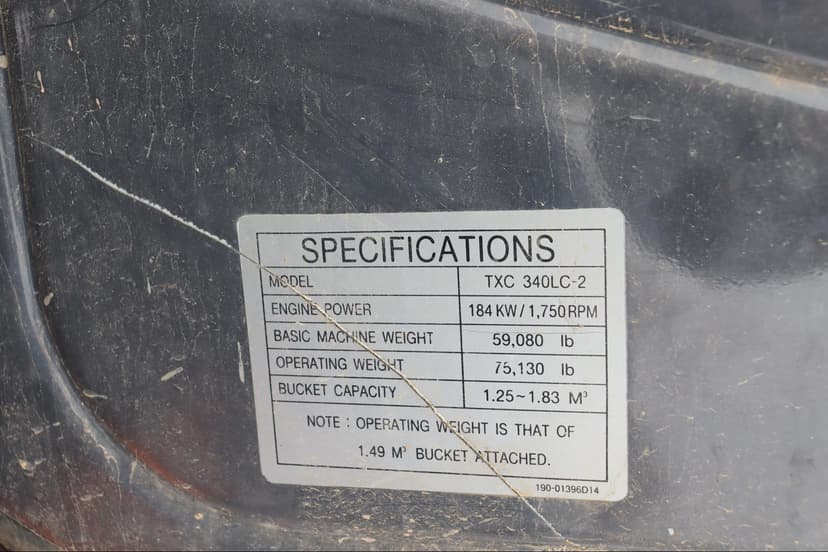 SPECIFICATIONS
MODEL TXC 340LC-2
ENGINE POWER 184 KW / 1,750 RPM
BASIC MACHINE WEIGHT 59,080 lb
OPERATING WEIGHT 75,130 lb
BUCKET CAPACITY 1.25~1.83 M³
NOTE : OPERATING WEIGHT IS THAT OF
1.49 M³ BUCKET ATTACHED.
190-01396D14